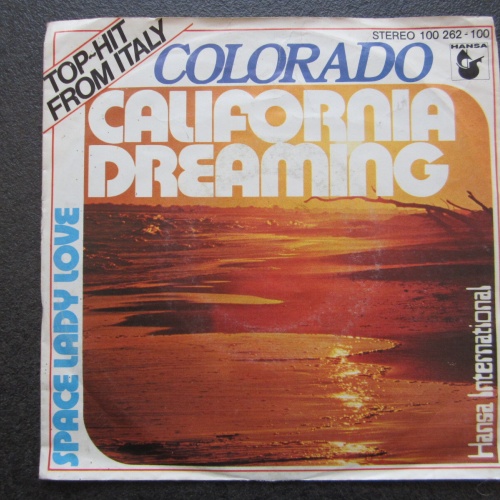 TOP-HIT
FROM ITALY
STEREO 100 262-100
HANSA
COLORADO
CALIFORNIA
DREAMING
SPACE LADY LOVE
Hansa International